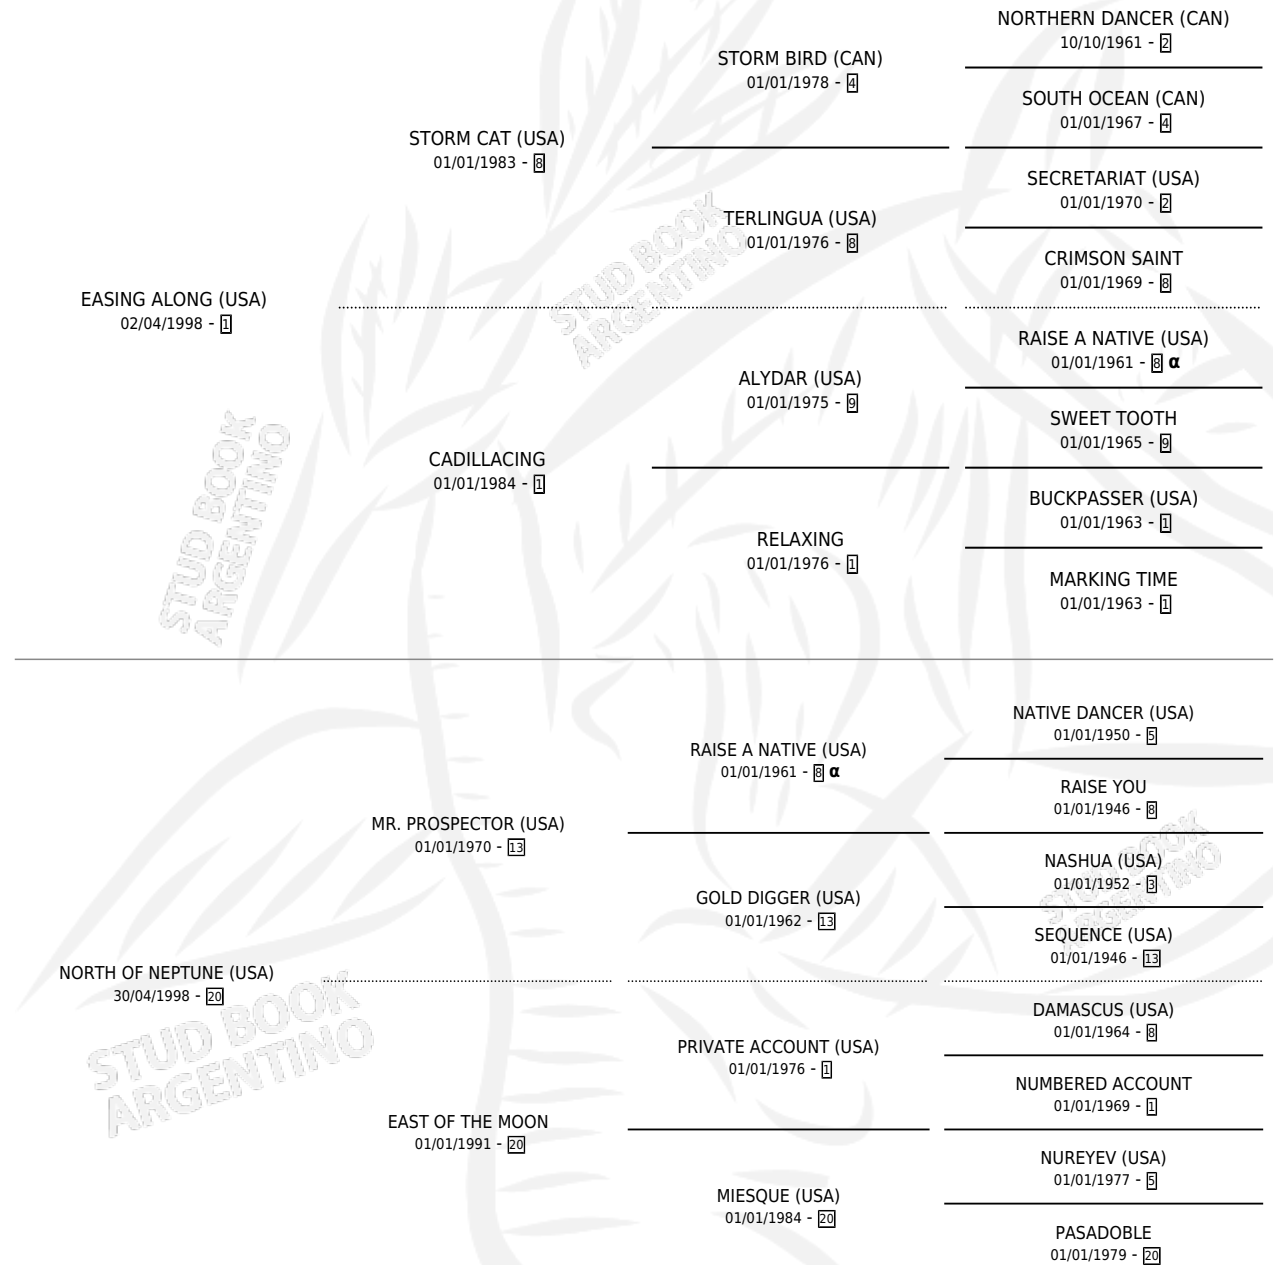 NORTHERN DANCER (CAN)
10/10/1961 - 2
STORM BIRD (CAN)
01/01/1978 - 4
SOUTH OCEAN (CAN)
01/01/1967 - 4
STORM CAT (USA)
01/01/1983 - 8
SECRETARIAT (USA)
01/01/1970 - 2
TERLINGUA (USA)
01/01/1976 - 8
CRIMSON SAINT
01/01/1969 - 8
EASING ALONG (USA)
02/04/1998 - 1
RAISE A NATIVE (USA)
01/01/1961 - 8 α
ALYDAR (USA)
01/01/1975 - 9
SWEET TOOTH
01/01/1965 - 9
CADILLACING
01/01/1984 - 1
BUCKPASSER (USA)
01/01/1963 - 1
RELAXING
01/01/1976 - 1
MARKING TIME
01/01/1963 - 1
NATIVE DANCER (USA)
01/01/1950 - 5
RAISE A NATIVE (USA)
01/01/1961 - 8 α
RAISE YOU
01/01/1946 - 8
MR. PROSPECTOR (USA)
01/01/1970 - 13
NASHUA (USA)
01/01/1952 - 3
GOLD DIGGER (USA)
01/01/1962 - 13
SEQUENCE (USA)
01/01/1946 - 13
NORTH OF NEPTUNE (USA)
30/04/1998 - 20
DAMASCUS (USA)
01/01/1964 - 8
PRIVATE ACCOUNT (USA)
01/01/1976 - 1
NUMBERED ACCOUNT
01/01/1969 - 1
EAST OF THE MOON
01/01/1991 - 20
NUREYEV (USA)
01/01/1977 - 5
MIESQUE (USA)
01/01/1984 - 20
PASADOBLE
01/01/1979 - 20
STUD BOOK
ARGENTINO
STUD BOOK
ARGENTINO
STUD BOOK
ARGENTINO
STUD BOOK
ARGENTINO